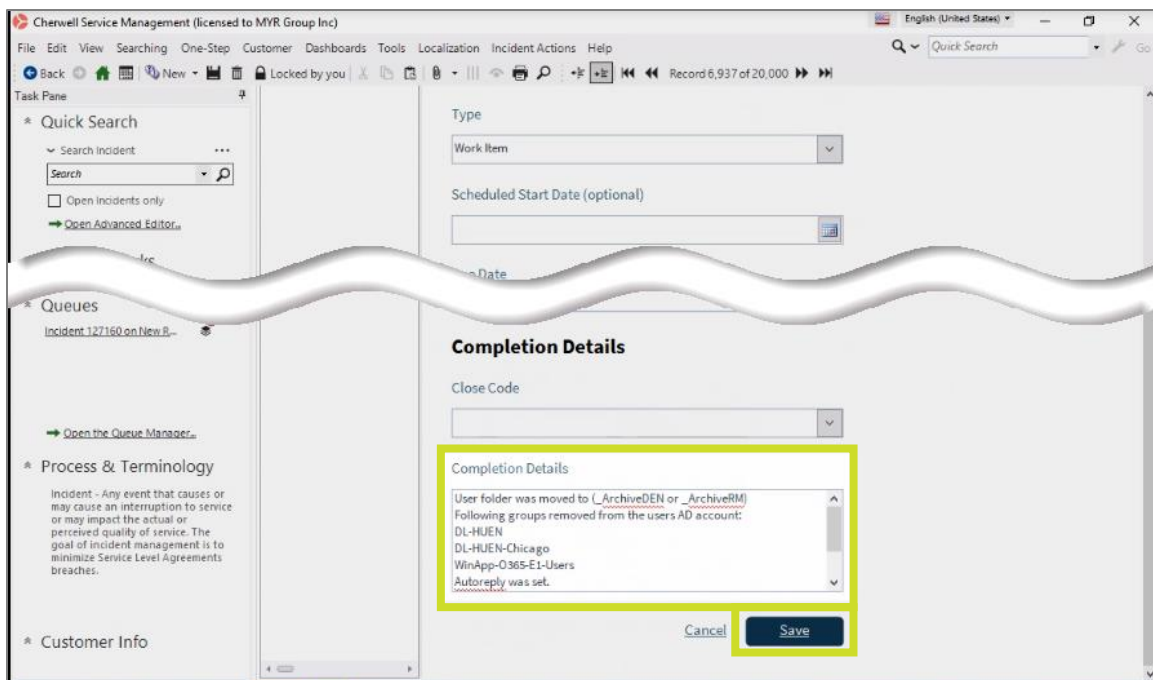 Cherwell Service Management (licensed to MYR Group Inc)
English (United States)
File Edit View Searching One-Step Customer Dashboards Tools Localization Incident Actions Help
Quick Search
Go
Back
New
Locked by you
Record 6,937 of 20,000
Task Pane
Quick Search
Search Incident
Search
Open Incidents only
Open Advanced Editor...
Queues
Incident 127160 on New R...
Open the Queue Manager...
Process & Terminology
Incident - Any event that causes or
may cause an interruption to service
or may impact the actual or
perceived quality of service. The
goal of incident management is to
minimize Service Level Agreements
breaches.
Customer Info
Type
Work Item
Scheduled Start Date (optional)
Date
Completion Details
Close Code
Completion Details
User folder was moved to (_ArchiveDEN or _ArchiveRM)
Following groups removed from the users AD account:
DL-HUEN
DL-HUEN-Chicago
WinApp-O365-E1-Users
Autoreply was set.
Cancel
Save